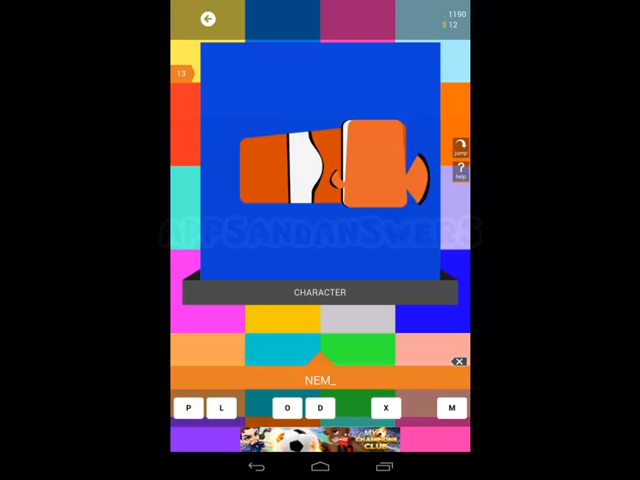 . 1190
$ 12
13
jump
?
help
APPSANDANSWERS
CHARACTER
NEM_
P L O D X M
MY CHAMPIONS CLUB